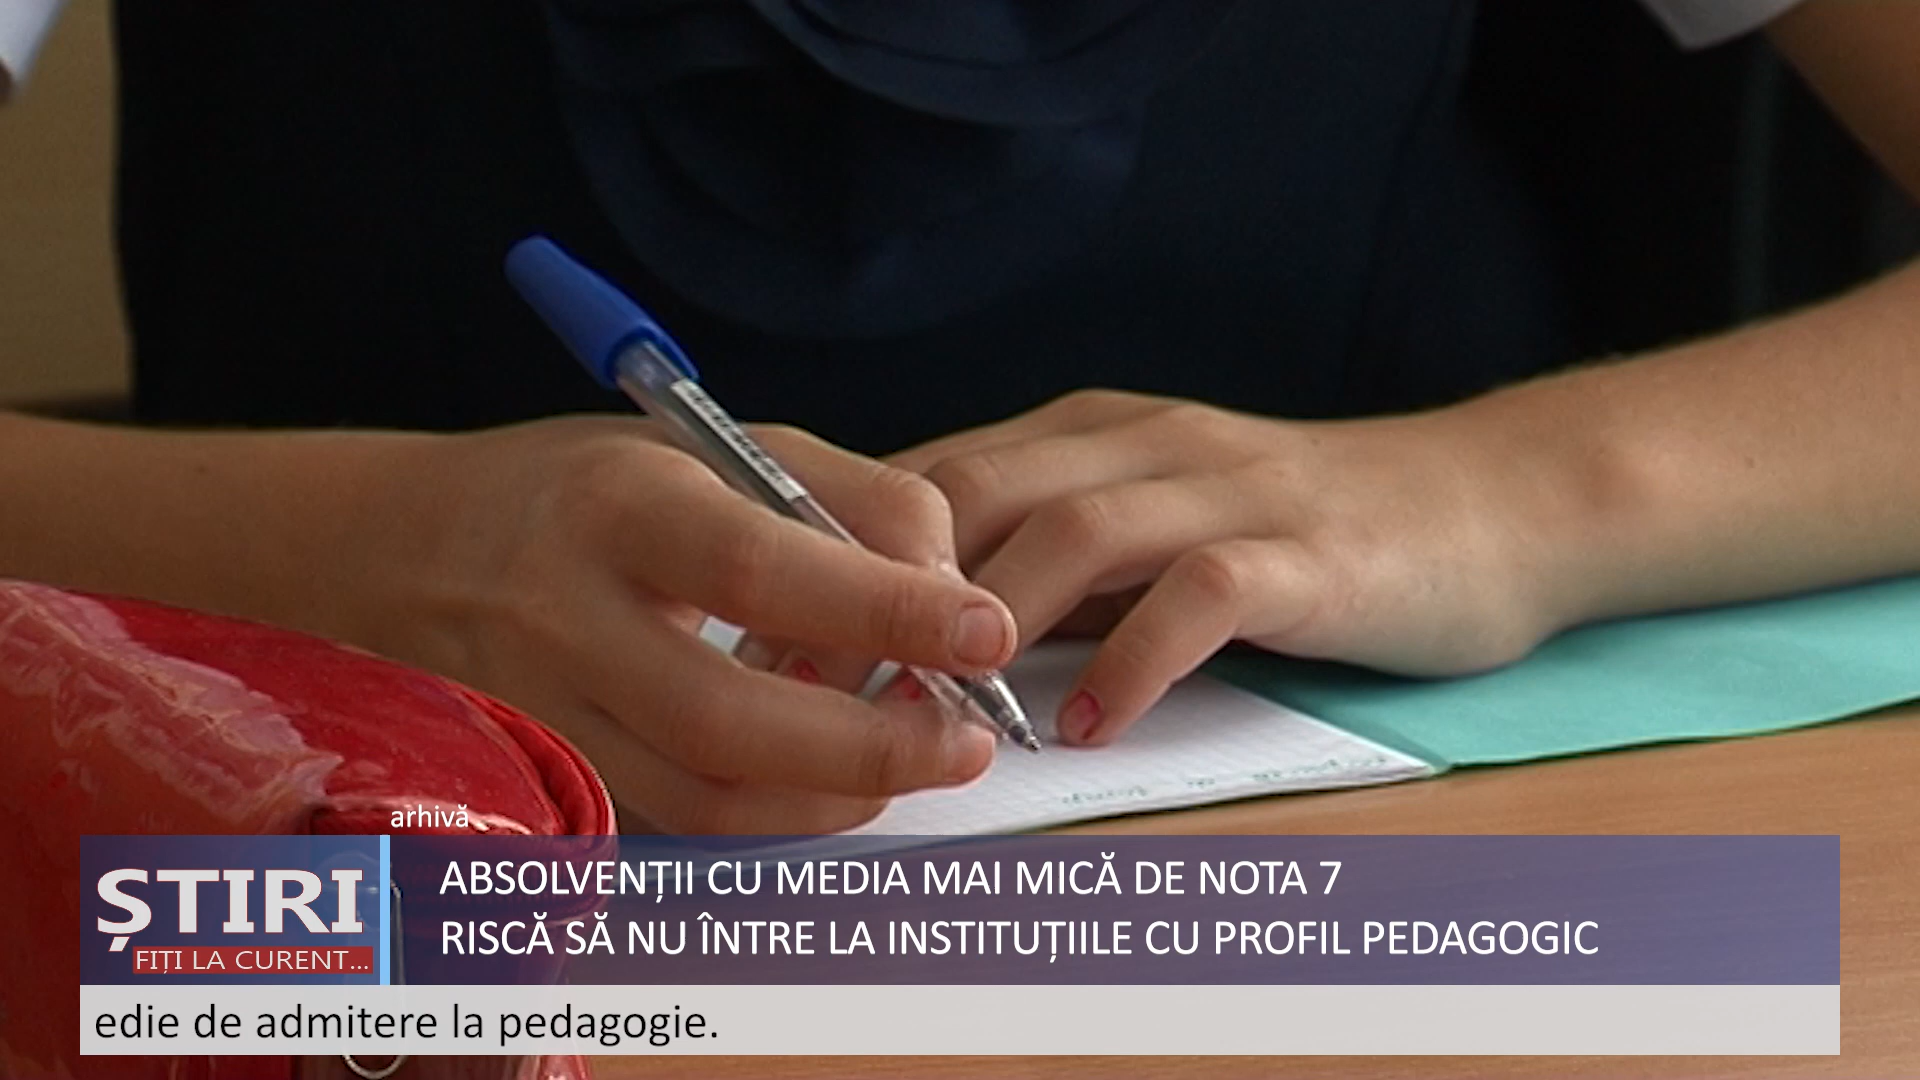 arhivă
ABSOLVENȚII CU MEDIA MAI MICĂ DE NOTA 7
RISCĂ SĂ NU ÎNTRE LA INSTITUȚIILE CU PROFIL PEDAGOGIC
ȘTIRI
FIȚI LA CURENT...
edie de admitere la pedagogie.